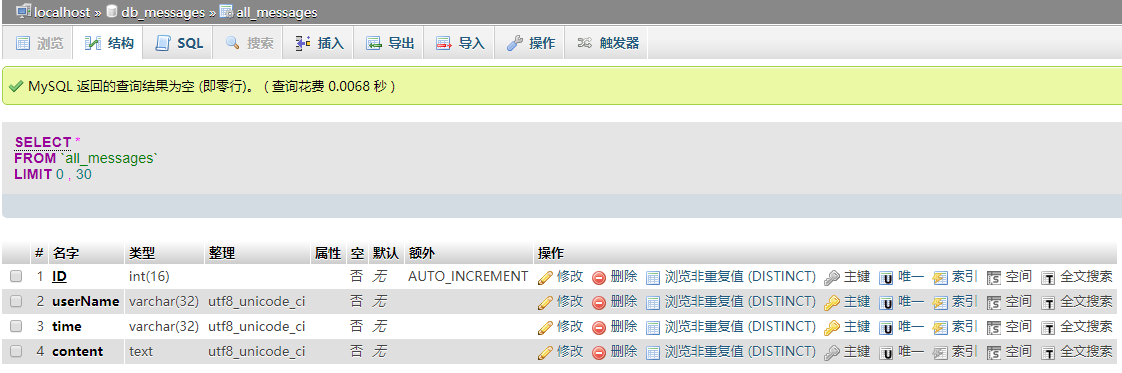 localhost » db_messages » all_messages
浏览 结构 SQL 搜索 插入 导出 导入 操作 触发器
MySQL 返回的查询结果为空 (即零行)。 ( 查询花费 0.0068 秒 )
SELECT *
FROM `all_messages`
LIMIT 0 , 30
# 名字 类型 整理 属性 空 默认 额外 操作
1 ID int(16) 否 无 AUTO_INCREMENT 修改 删除 浏览非重复值 (DISTINCT) 主键 唯一 索引 空间 全文搜索
2 userName varchar(32) utf8_unicode_ci 否 无 修改 删除 浏览非重复值 (DISTINCT) 主键 唯一 索引 空间 全文搜索
3 time varchar(32) utf8_unicode_ci 否 无 修改 删除 浏览非重复值 (DISTINCT) 主键 唯一 索引 空间 全文搜索
4 content text utf8_unicode_ci 否 无 修改 删除 浏览非重复值 (DISTINCT) 主键 唯一 索引 空间 全文搜索